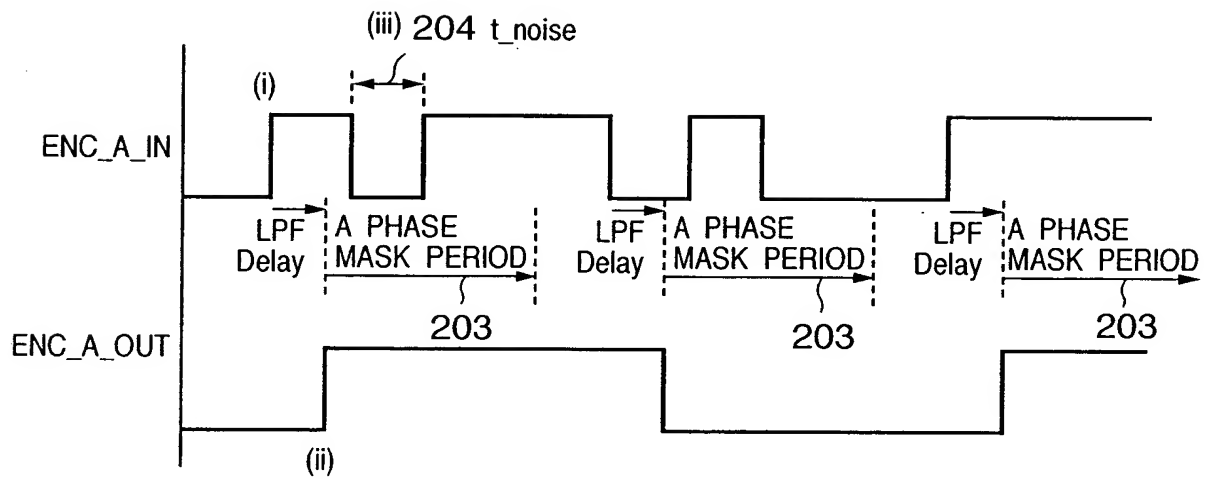 (iii) 204 t_noise
(i)
ENC_A_IN
LPF
Delay
A PHASE
MASK PERIOD
203
LPF
Delay
A PHASE
MASK PERIOD
203
LPF
Delay
A PHASE
MASK PERIOD
203
ENC_A_OUT
(ii)